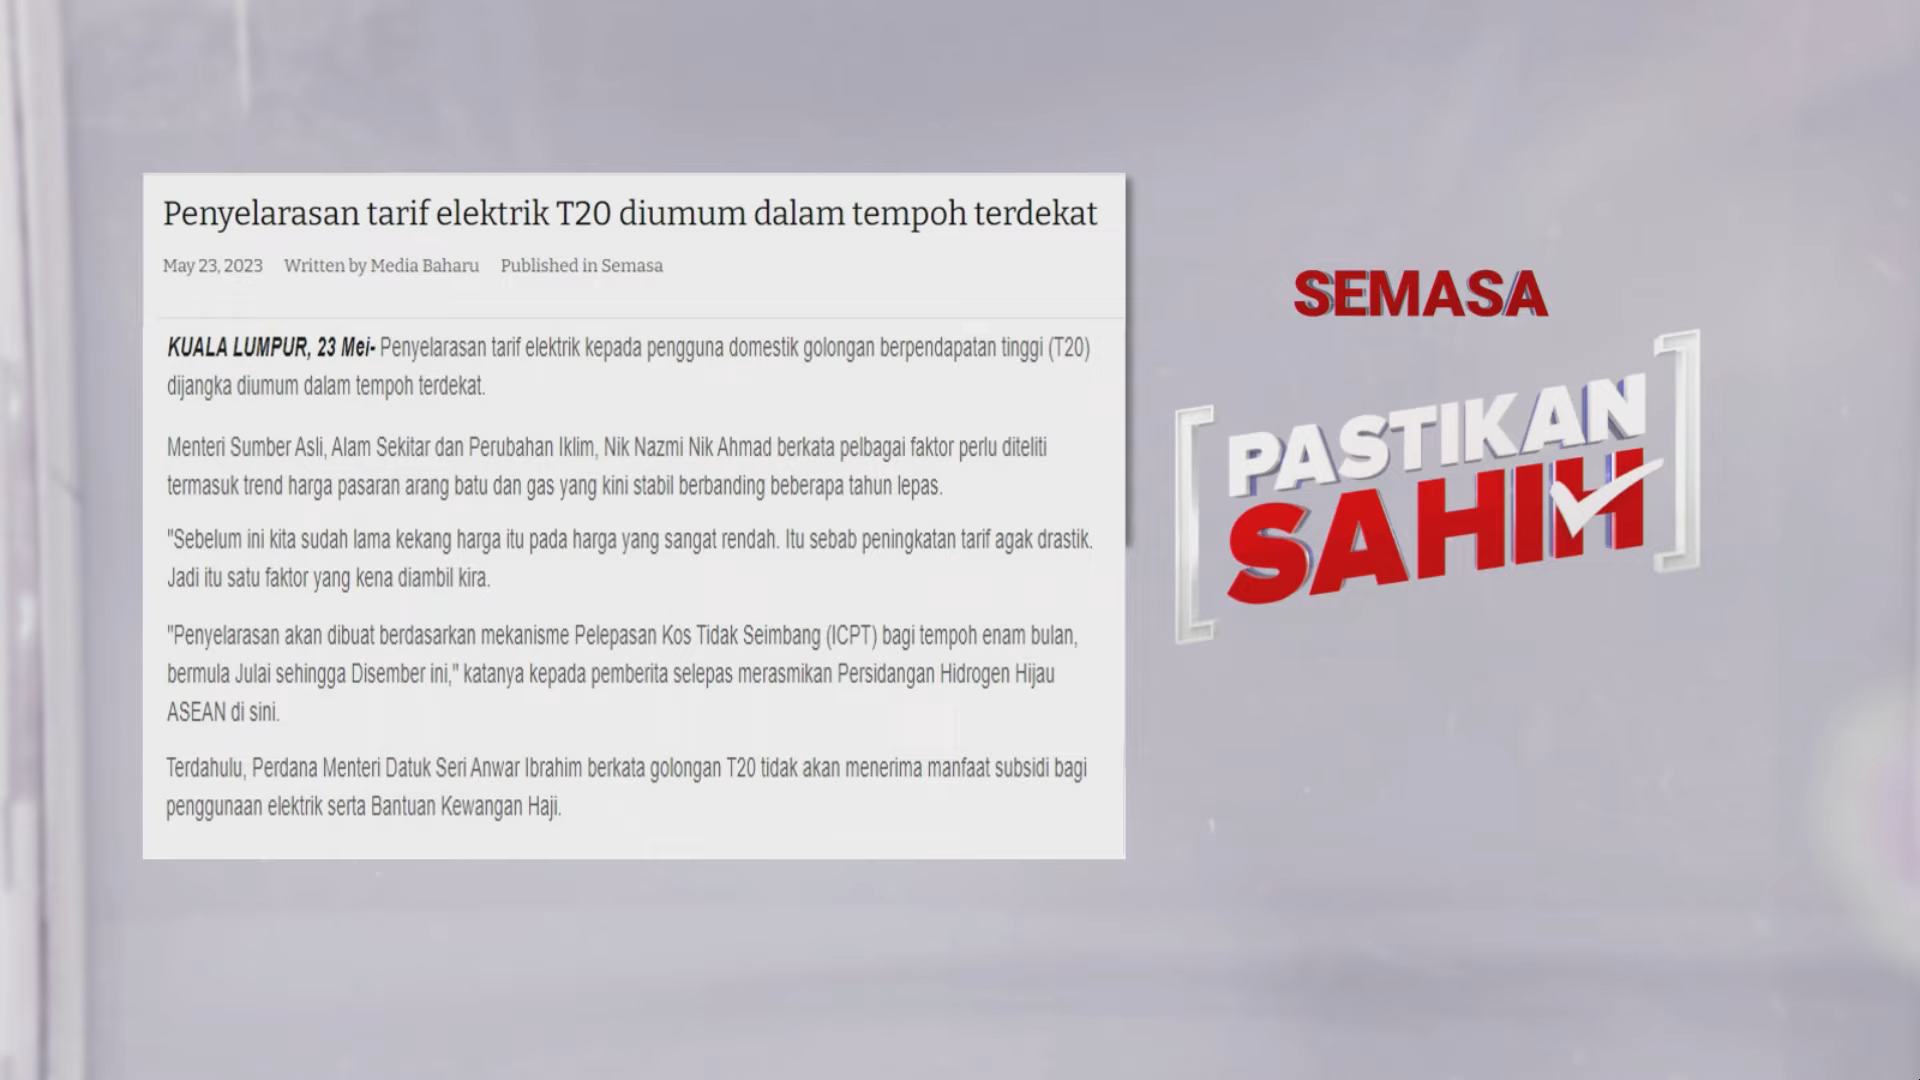 Penyelarasan tarif elektrik T20 diumum dalam tempoh terdekat
May 23, 2023 Written by Media Baharu Published in Semasa
KUALA LUMPUR, 23 Mei- Penyelarasan tarif elektrik kepada pengguna domestik golongan berpendapatan tinggi (T20)
dijangka diumum dalam tempoh terdekat.
Menteri Sumber Asli, Alam Sekitar dan Perubahan Iklim, Nik Nazmi Nik Ahmad berkata pelbagai faktor perlu diteliti
termasuk trend harga pasaran arang batu dan gas yang kini stabil berbanding beberapa tahun lepas.
"Sebelum ini kita sudah lama kekang harga itu pada harga yang sangat rendah. Itu sebab peningkatan tarif agak drastik.
Jadi itu satu faktor yang kena diambil kira.
"Penyelarasan akan dibuat berdasarkan mekanisme Pelepasan Kos Tidak Seimbang (ICPT) bagi tempoh enam bulan,
bermula Julai sehingga Disember ini," katanya kepada pemberita selepas merasmikan Persidangan Hidrogen Hijau
ASEAN di sini.
Terdahulu, Perdana Menteri Datuk Seri Anwar Ibrahim berkata golongan T20 tidak akan menerima manfaat subsidi bagi
penggunaan elektrik serta Bantuan Kewangan Haji.
SEMASA
PASTIKAN
SAHIH